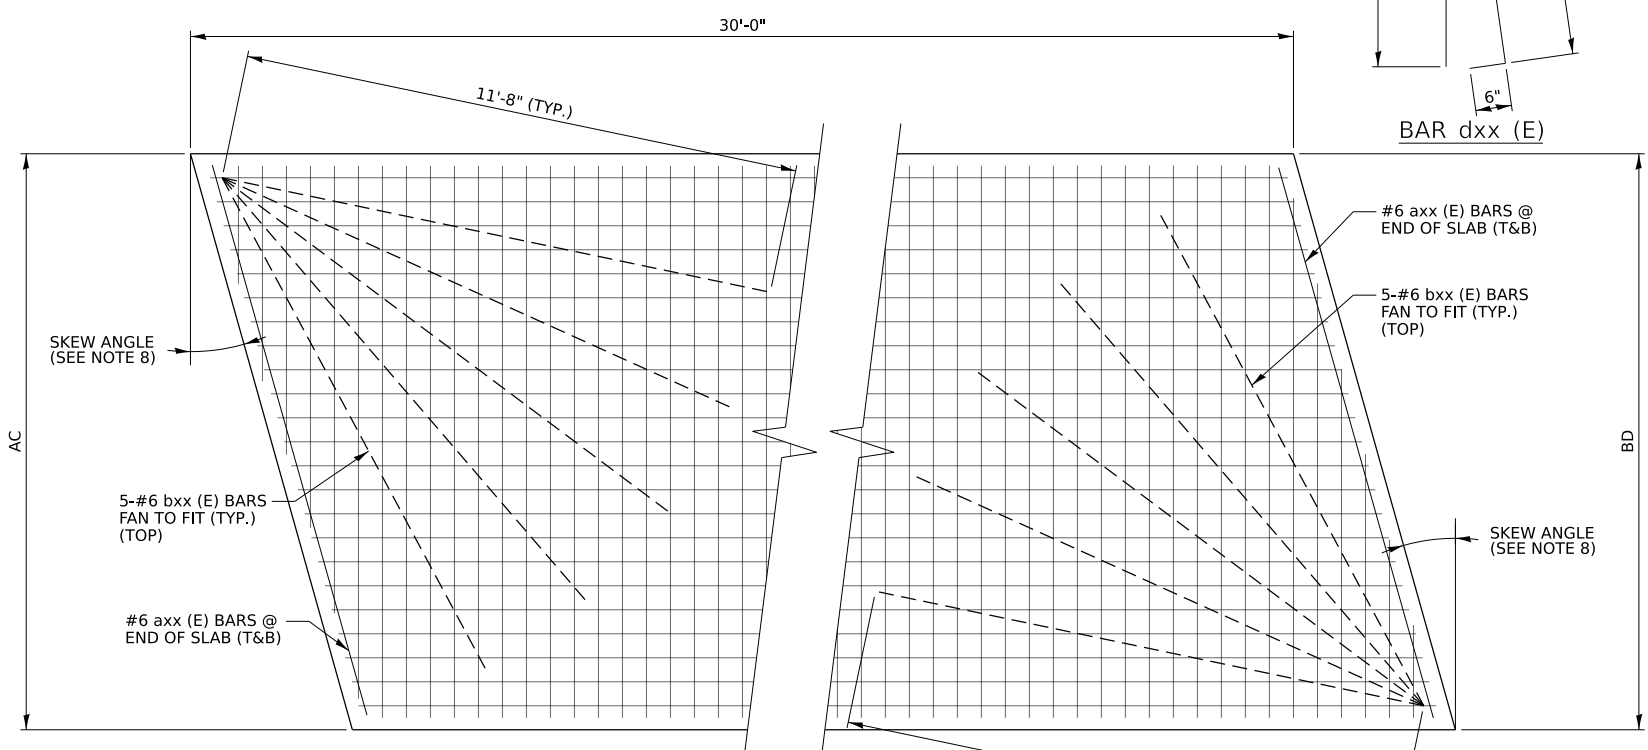 30'-0"
11'-8" (TYP.)
6"
BAR dxx (E)
#6 axx (E) BARS @
END OF SLAB (T&B)
5-#6 bxx (E) BARS
FAN TO FIT (TYP.)
(TOP)
SKEW ANGLE
(SEE NOTE 8)
AC
BD
5-#6 bxx (E) BARS
FAN TO FIT (TYP.)
(TOP)
SKEW ANGLE
(SEE NOTE 8)
#6 axx (E) BARS @
END OF SLAB (T&B)